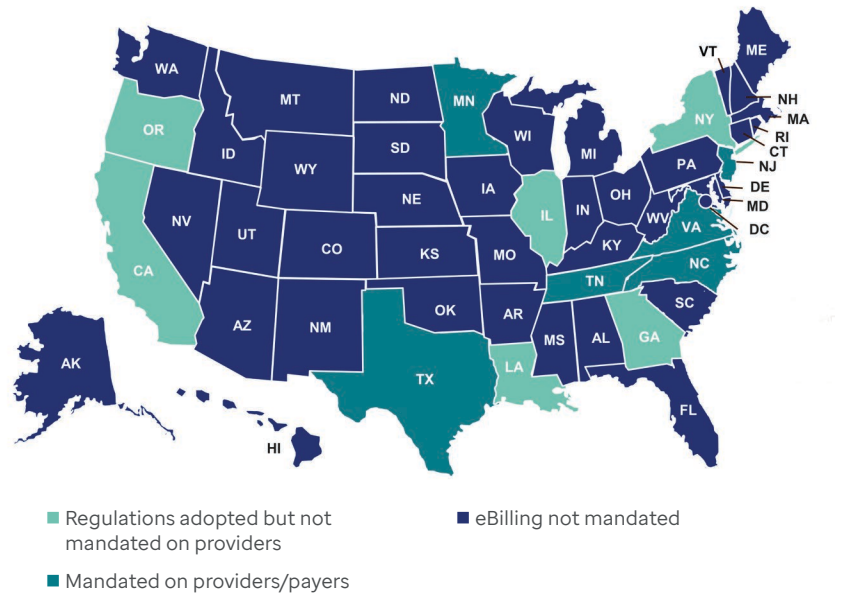 VT
ME
WA
MT
ND
MN
NH
OR
NY
MA
ID
SD
WI
MI
RI
CT
WY
PA
NJ
IA
NE
OH
DE
NV
IL
IN
MD
UT
WV
VA
DC
CO
KS
MO
KY
CA
NC
TN
OK
AR
SC
AZ
NM
MS
AL
GA
AK
LA
TX
FL
HI
Regulations adopted but not
mandated on providers
eBilling not mandated
Mandated on providers/payers